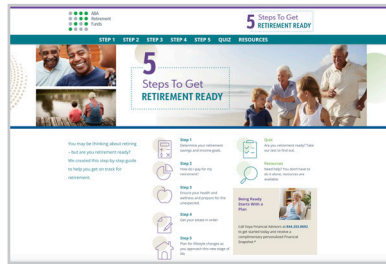 ABA
Retirement
Funds
5 Steps To Get
RETIREMENT READY
STEP 1 STEP 2 STEP 3 STEP 4 STEP 5 QUIZ RESOURCES
5
Steps To Get
RETIREMENT READY
You may be thinking about retiring
– but are you retirement ready?
We created this step-by-step guide
to help you get on track for
retirement.
Step 1
Determine your retirement
savings and income goals.
Step 2
How do I pay for my
retirement?
Step 3
Ensure your health and
wellness and prepare for the
unexpected.
Step 4
Get your estate in order.
Step 5
Plan for lifestyle changes as
you approach this new stage of
life.
Quiz
Are you retirement ready? Take
our quiz to find out.
Resources
Need help? You don't have to
do it alone, resources are
available.
Being Ready
Starts With a
Plan
Call Voya Financial Advisors at
to get started today and receive a
complimentary personalized Financial
Snapshot.*